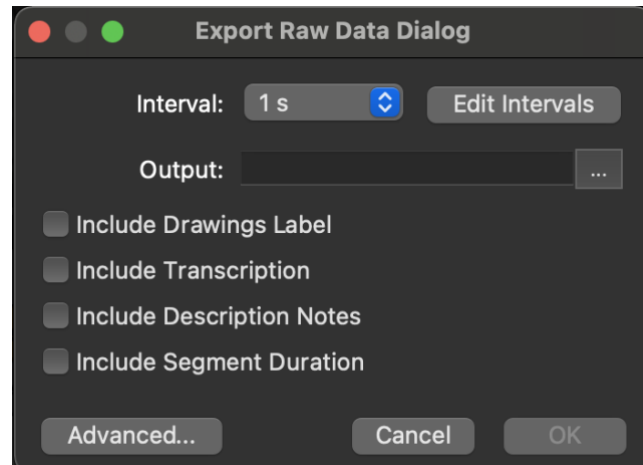 Export Raw Data Dialog
Interval: 1 s Edit Intervals
Output: ...
Include Drawings Label
Include Transcription
Include Description Notes
Include Segment Duration
Advanced... Cancel OK